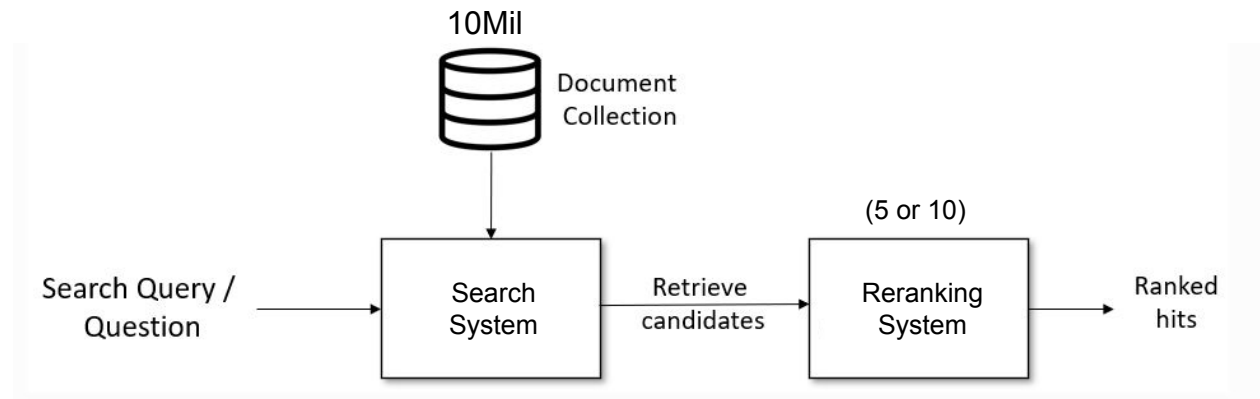 10Mil
Document
Collection
(5 or 10)
Search Query /
Question
Search
System
Retrieve
candidates
Reranking
System
Ranked
hits